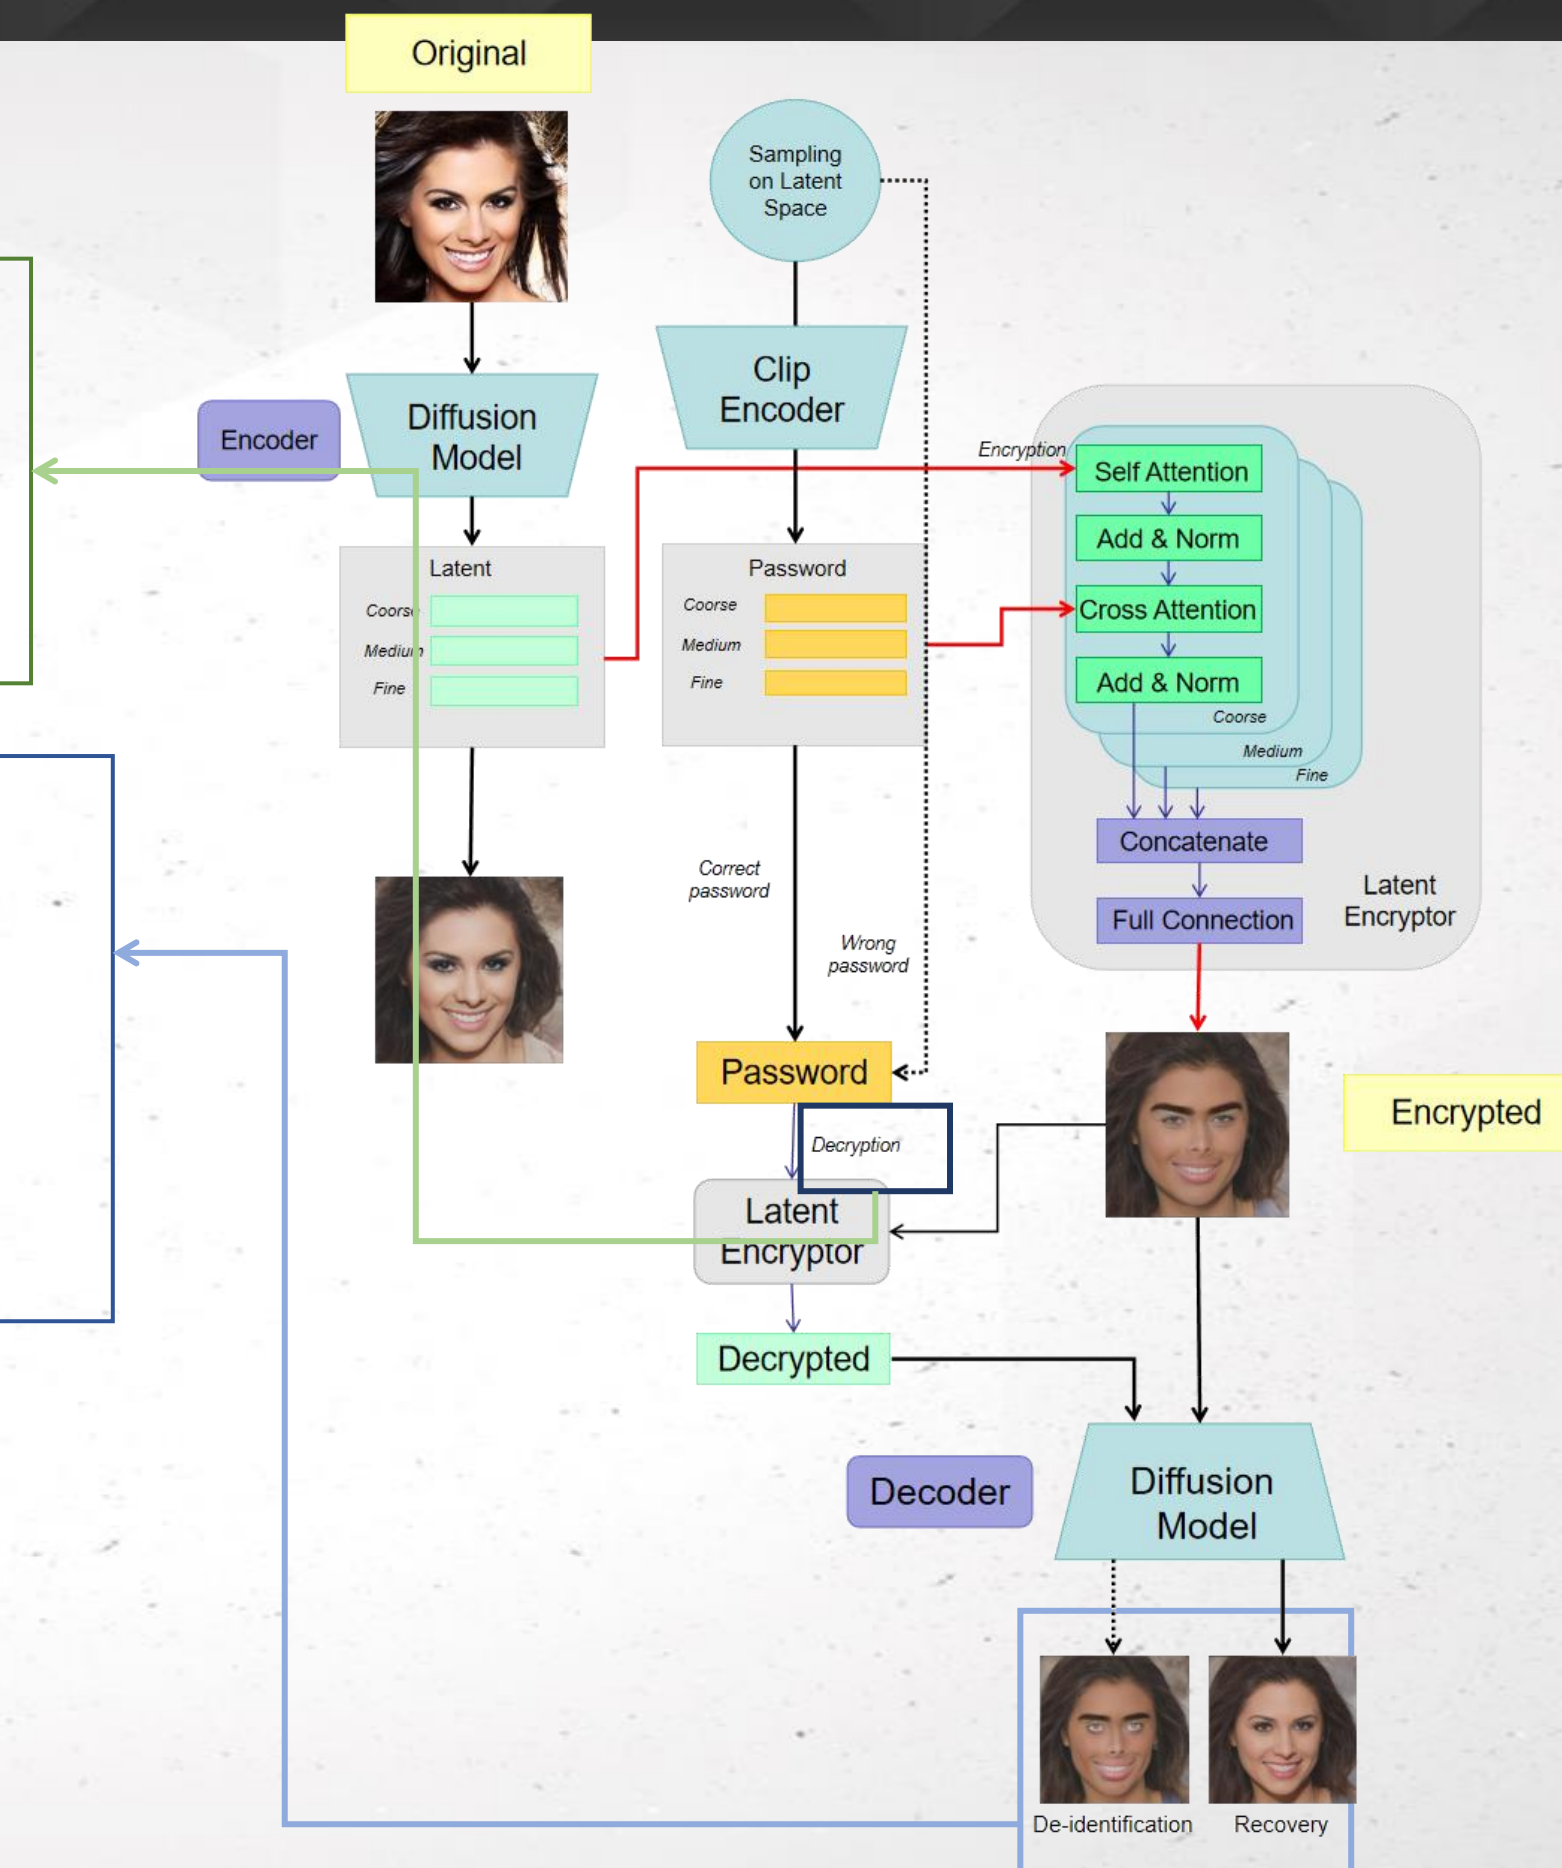 Original
Sampling
on Latent
Space
Clip
Encoder
Diffusion
Model
Encoder
Encryption
Self Attention
Add & Norm
Cross Attention
Add & Norm
Coorse
Medium
Fine
Concatenate
Full Connection
Latent
Encryptor
Latent
Coorse
Medium
Fine
Password
Coorse
Medium
Fine
Correct
password
Wrong
password
Password
Decryption
Encrypted
Latent
Encryptor
Decrypted
Decoder
Diffusion
Model
De-identification
Recovery